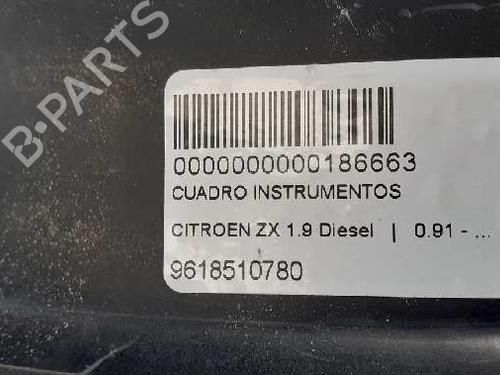 B-PARTS
0000000000186663
CUADRO INSTRUMENTOS
CITROEN ZX 1.9 Diesel | 0.91 - ...
9618510780